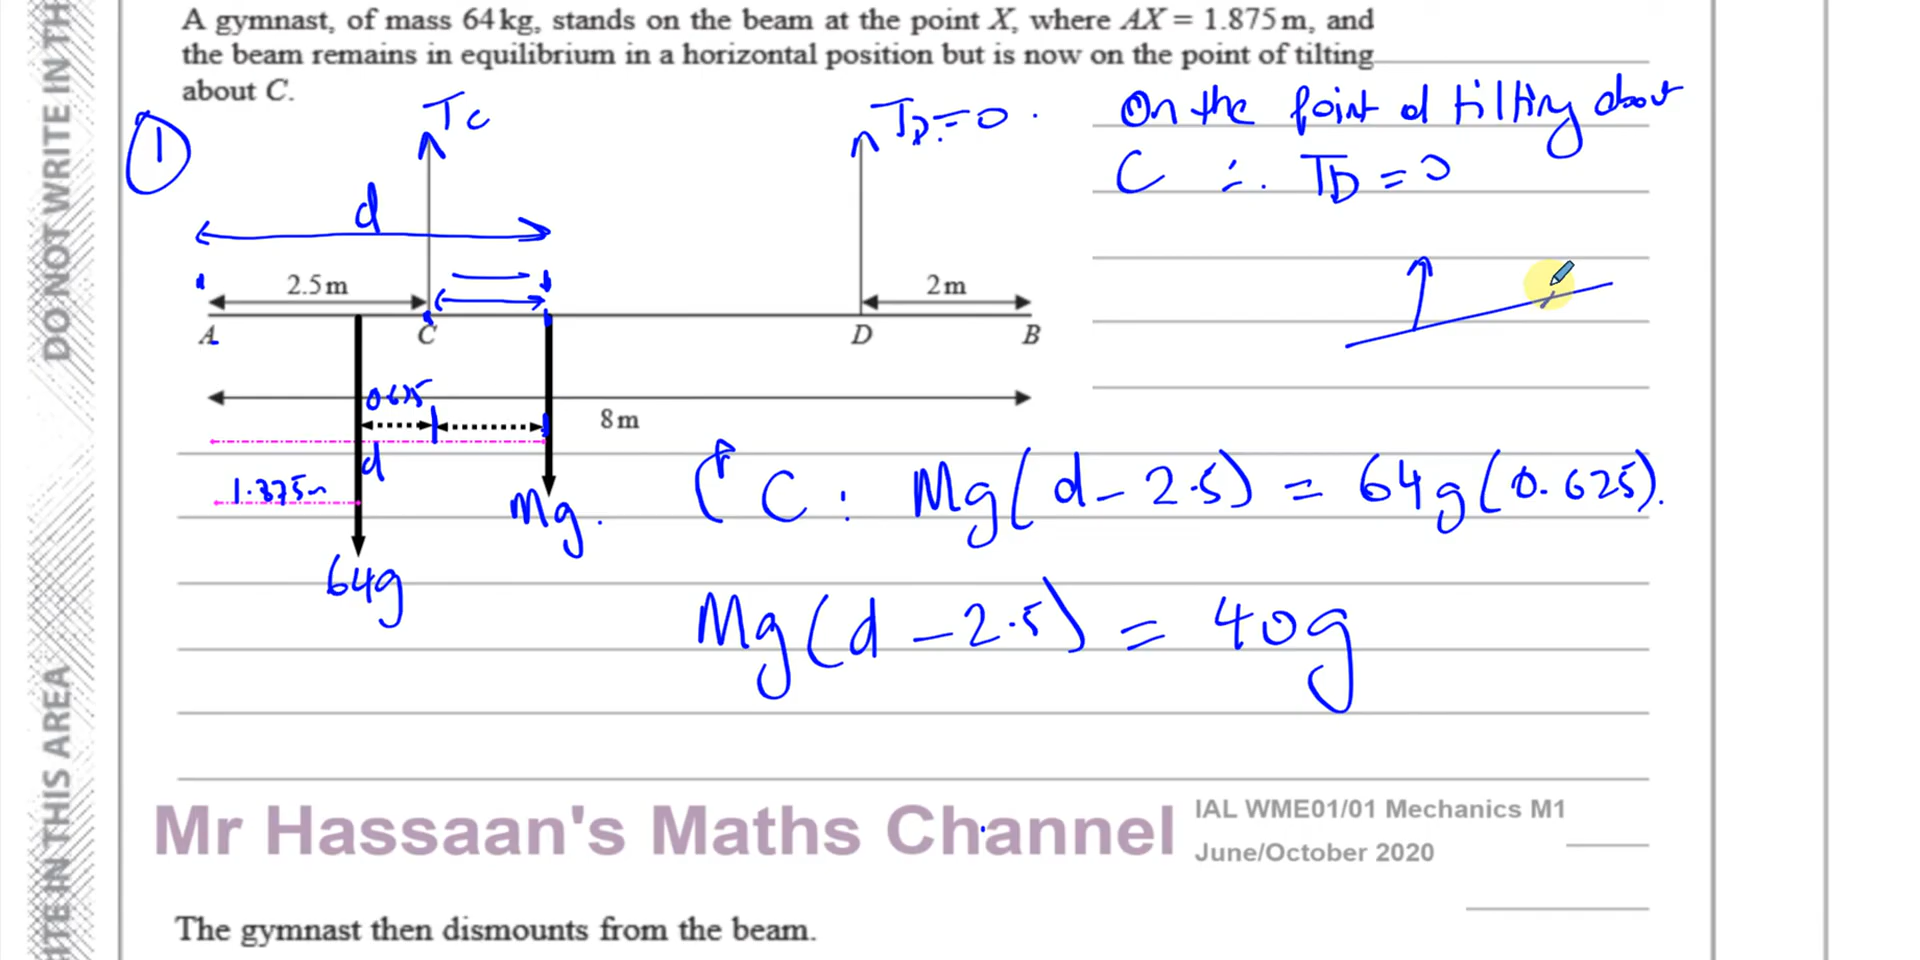 A gymnast, of mass 64 kg, stands on the beam at the point X, where AX = 1.875 m, and
the beam remains in equilibrium in a horizontal position but is now on the point of tilting
about C.
1
Tc
TD = 0 .
On the point of tilting about
C ∴ TD = 0
d
2.5 m
2 m
A
C
D
B
0.625
8 m
d
1.875m
Mg.
64g
C : Mg(d - 2.5) = 64g(0.625).
Mg(d - 2.5) = 40g
Mr Hassaan's Maths Channel
IAL WME01/01 Mechanics M1
June/October 2020
The gymnast then dismounts from the beam.
DO NOT WRITE IN TH
ITE IN THIS AREA